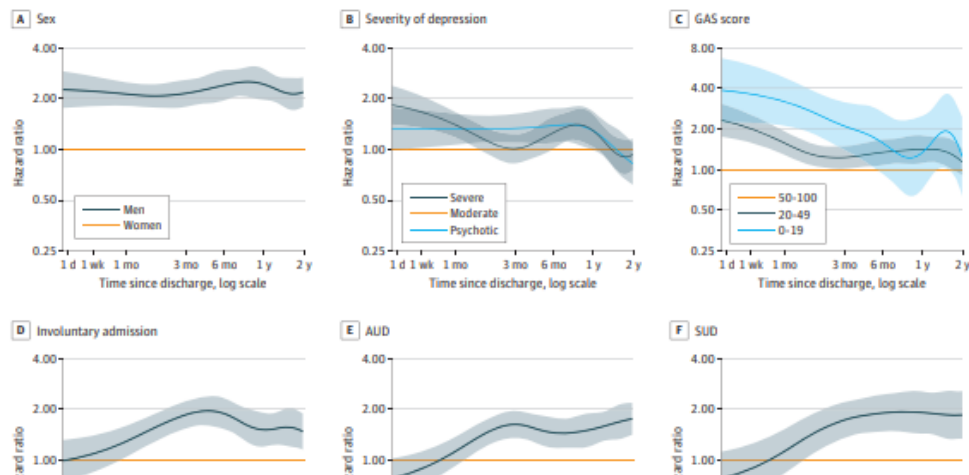 A Sex
4.00
2.00
1.00
0.50
0.25
Hazard ratio
Men
Women
1 d 1 wk 1 mo 3 mo 6 mo 1 y 2 y
Time since discharge, log scale
B Severity of depression
4.00
2.00
1.00
0.50
0.25
Hazard ratio
Severe
Moderate
Psychotic
1 d 1 wk 1 mo 3 mo 6 mo 1 y 2 y
Time since discharge, log scale
C GAS score
8.00
4.00
2.00
1.00
0.50
0.25
Hazard ratio
50-100
20-49
0-19
1 d 1 wk 1 mo 3 mo 6 mo 1 y 2 y
Time since discharge, log scale
D Involuntary admission
4.00
2.00
1.00
ard ratio
E AUD
4.00
2.00
1.00
ard ratio
F SUD
4.00
2.00
1.00
ard ratio